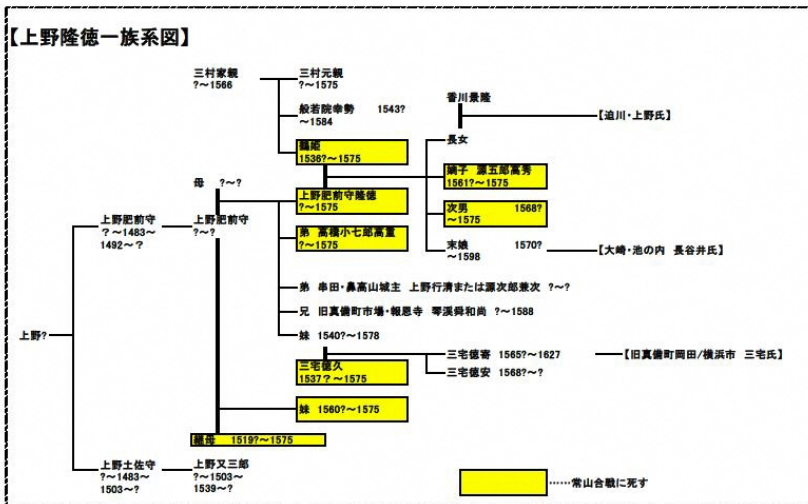 【上野隆徳一族系図】
三村家親
?～1566
三村元親
?～1575
般若院幸勢 1543?
～1584
鶴姫
1536?～1575
香川景隆
【迫川・上野氏】
長女
嫡子 源五郎高秀
1561?～1575
次男 1568?
～1575
末娘 1570?
～1598
【大崎・池の内 長谷井氏】
母 ?～?
上野肥前守隆徳
?～1575
上野肥前守
? ～1483～
1492～?
上野肥前守
?～?
弟 高橋小七郎高重
?～1575
弟 串田・鼻高山城主 上野行清または源次郎兼次 ?～?
兄 旧真備町市場・報恩寺 琴渓舜和尚 ?～1588
妹 1540?～1578
上野?
三宅徳久
1537?～1575
三宅徳寄 1565?～1627
【旧真備町岡田/横浜市 三宅氏】
三宅徳安 1568?～?
妹 1560?～1575
継母 1519?～1575
上野土佐守
?～1483～
1503～?
上野又三郎
?～1503～
1539～?
……常山合戦に死す